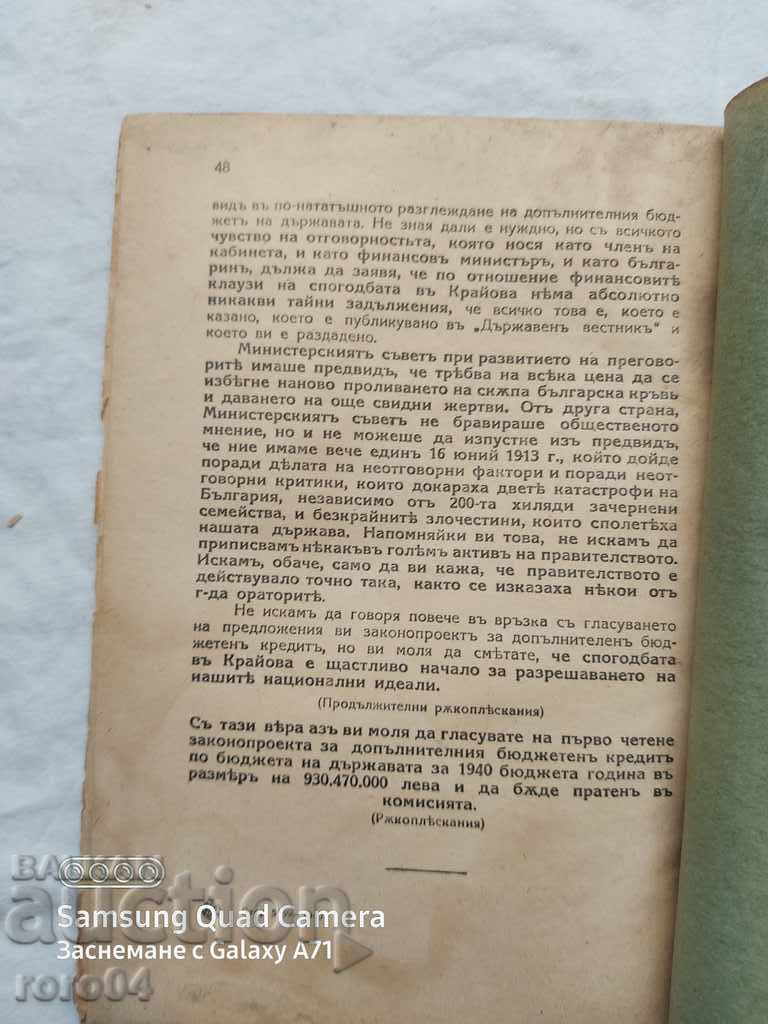 48
видъ въ по-нататъшното разглеждане на допълнителния бюд-
жетъ на държавата. Не зная дали е нуждно, но съ всичкото
чувство на отговорностьта, която нося като членъ на
кабинета, и като финансовъ министъръ, и като бълга-
ринъ, дължа да заявя, че по отношение финансовитѣ
клаузи на спогодбата въ Крайова нѣма абсолютно
никакви тайни задължения, че всичко това е, което е
казано, което е публикувано въ „Държавенъ вестникъ“ и
което ви е раздадено.
Министерскиятъ съветъ при развитието на прегово-
ритѣ имаше предвидъ, че трѣбва на всѣка цена да се
избѣгне наново проливането на скѫпа българска кръвь
и даването на още свидни жертви. Отъ друга страна,
Министерскиятъ съветъ не бравираше общественото
мнение, но и не можеше да изпустне изъ предвидъ,
че ние имаме вече единъ 16 юний 1913 г., който дойде
поради дѣлата на неотговорни фактори и поради неот-
говорни критики, които докараха дветѣ катастрофи на
България, независимо отъ 200-та хиляди зачернени
семейства, и безкрайнитѣ злочестини, които сполетѣха
нашата държава. Напомняйки ви това, не искамъ да
приписвамъ нѣкакъвъ голѣмъ активъ на правителството.
Искамъ, обаче, само да ви кажа, че правителството е
действувало точно така, както се изказаха нѣкои отъ
г-да ораторитѣ.
Не искамъ да говоря повече въ връзка съ гласуването
на предложения ви законопроектъ за допълнителенъ бюд-
жетенъ кредитъ, но ви моля да смѣтате, че спогодбата
въ Крайова е щастливо начало за разрешаването на
нашитѣ национални идеали.
(Продължителни рѫкоплѣскания)
Съ тази вѣра азъ ви моля да гласувате на първо четене
законопроекта за допълнителния бюджетенъ кредитъ
по бюджета на държавата за 1940 бюджета година въ
размѣръ на 930.470.000 лева и да бѫде пратенъ въ
комисията.
(Рѫкоплѣскания)
БАЛКАН
auction
Samsung Quad Camera
Заснемане с Galaxy A71
roro04